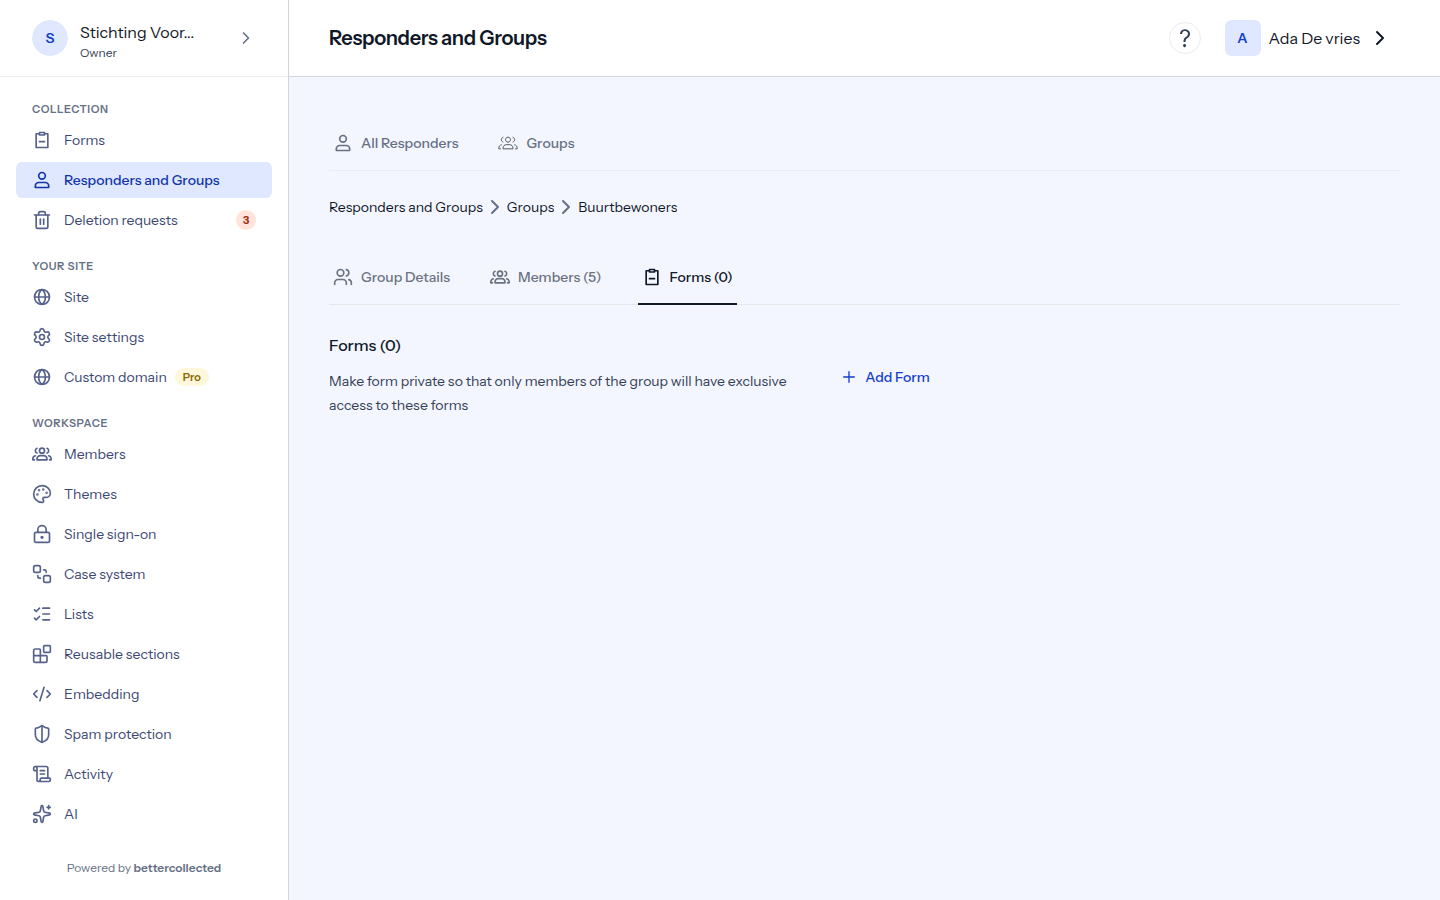 S
Stichting Voor...
Owner
COLLECTION
Forms
Responders and Groups
Deletion requests
3
YOUR SITE
Site
Site settings
Custom domain
Pro
WORKSPACE
Members
Themes
Single sign-on
Case system
Lists
Reusable sections
Embedding
Spam protection
Activity
AI
Powered by bettercollected
Responders and Groups
?
A
Ada De vries
All Responders
Groups
Responders and Groups > Groups > Buurtbewoners
Group Details
Members (5)
Forms (0)
Forms (0)
Make form private so that only members of the group will have exclusive
access to these forms
+ Add Form